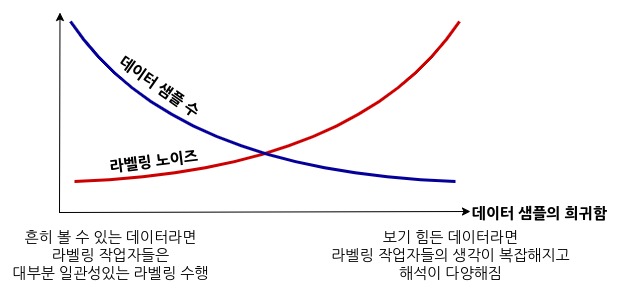 데이터 샘플 수
라벨링 노이즈
데이터 샘플의 희귀함
흔히 볼 수 있는 데이터라면
라벨링 작업자들은
대부분 일관성있는 라벨링 수행
보기 힘든 데이터라면
라벨링 작업자들의 생각이 복잡해지고
해석이 다양해짐